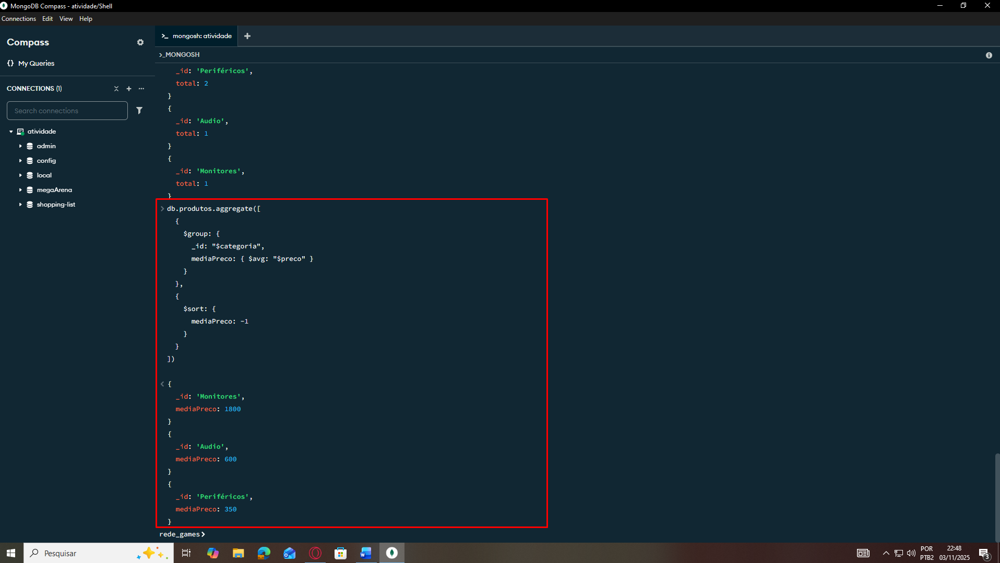 MongoDB Compass - atividade/Shell
Connections Edit View Help
Compass
My Queries
CONNECTIONS (1)
Search connections
atividade
admin
config
local
megaArena
shopping-list
>_ mongosh: atividade
>_MONGOSH
_id: 'Periféricos',
total: 2
}
{
_id: 'Audio',
total: 1
}
{
_id: 'Monitores',
total: 1
}
> db.produtos.aggregate([
{
$group: {
_id: "$categoria",
mediaPreco: { $avg: "$preco" }
}
},
{
$sort: {
mediaPreco: -1
}
}
])
< {
_id: 'Monitores',
mediaPreco: 1800
}
{
_id: 'Audio',
mediaPreco: 600
}
{
_id: 'Periféricos',
mediaPreco: 350
}
rede_games>
Pesquisar
POR
PTB2
22:48
03/11/2025
3